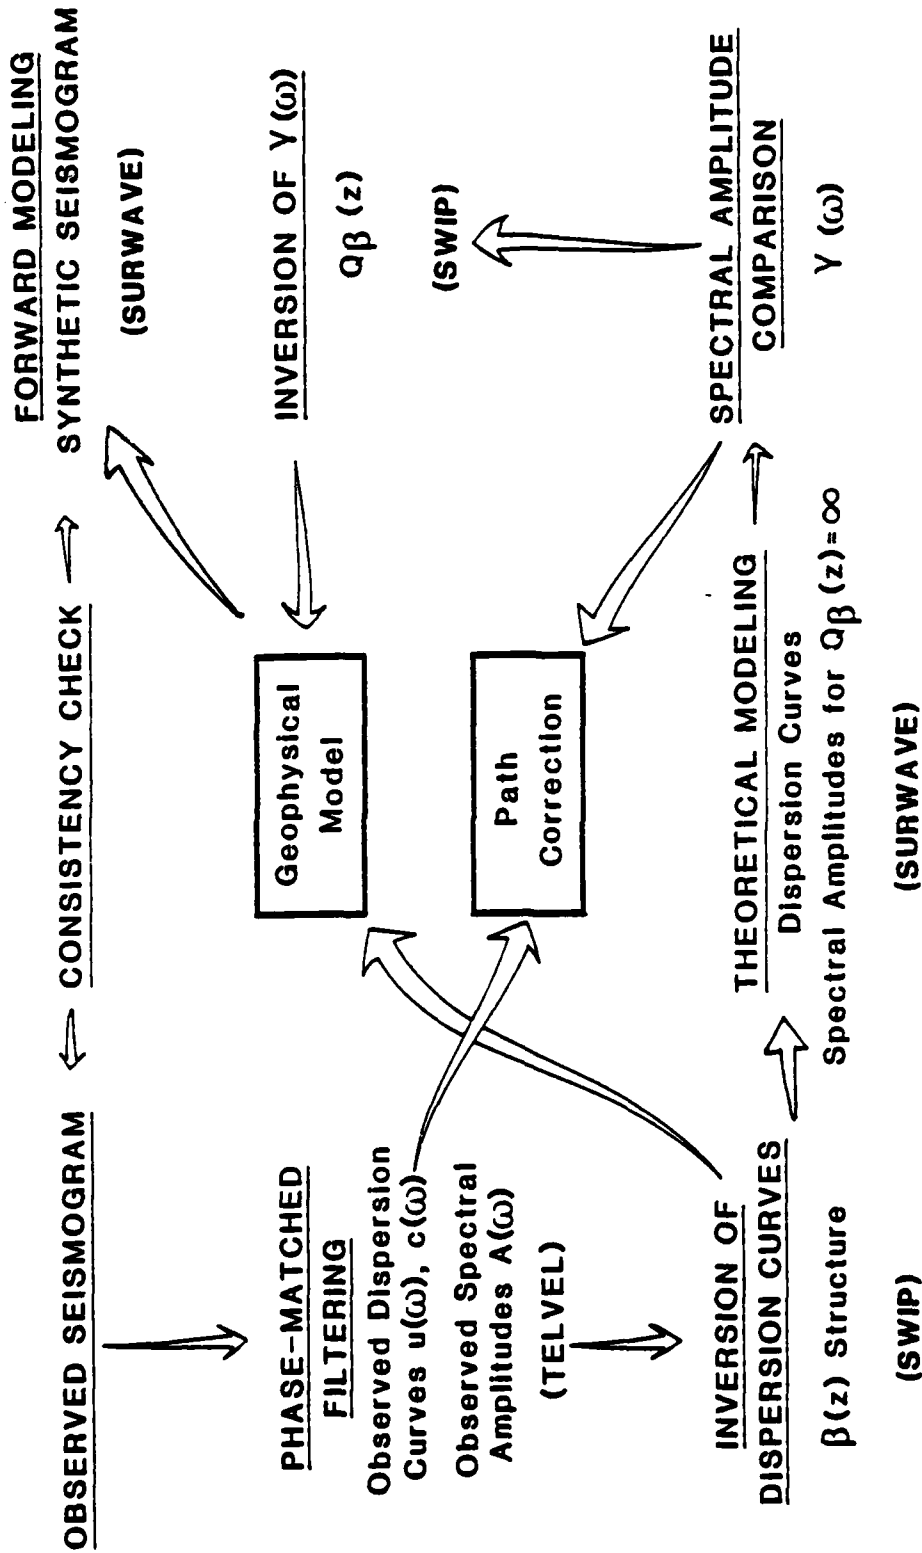 OBSERVED SEISMOGRAM
CONSISTENCY CHECK
FORWARD MODELING
SYNTHETIC SEISMOGRAM
(SURWAVE)
PHASE-MATCHED
FILTERING
Observed Dispersion
Curves u(ω), c(ω)
Observed Spectral
Amplitudes A(ω)
(TELVEL)
Geophysical
Model
INVERSION OF γ(ω)
Qβ (z)
(SWIP)
Path
Correction
INVERSION OF
DISPERSION CURVES
β(z) Structure
(SWIP)
THEORETICAL MODELING
Dispersion Curves
Spectral Amplitudes for Qβ (z)=∞
(SURWAVE)
SPECTRAL AMPLITUDE
COMPARISON
γ (ω)